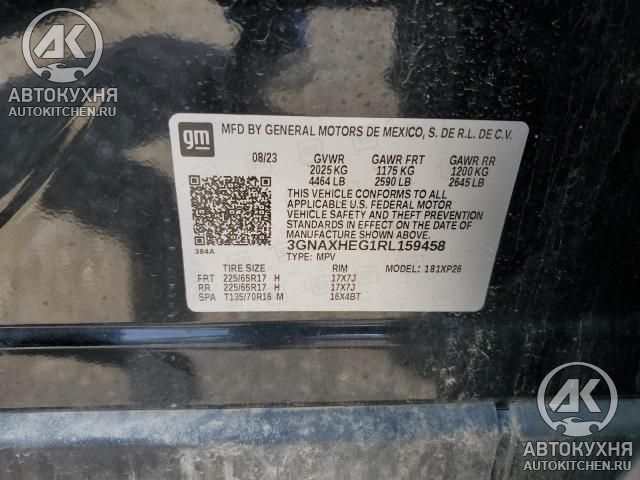 AK
АВТОКУХНЯ
AUTOKITCHEN.RU
gm
MFD BY GENERAL MOTORS DE MEXICO, S. DE R.L. DE C.V.
08/23 GVWR GAWR FRT GAWR RR
2025 KG 1175 KG 1200 KG
4464 LB 2590 LB 2645 LB
THIS VEHICLE CONFORMS TO ALL
APPLICABLE U.S. FEDERAL MOTOR
VEHICLE SAFETY AND THEFT PREVENTION
STANDARDS IN EFFECT ON THE DATE OF
MANUFACTURE SHOWN ABOVE.
384A
3GNAXHEG1RL159458
TYPE: MPV
TIRE SIZE RIM MODEL: 181XP26
FRT 225/65R17 H 17X7J
RR 225/65R17 H 17X7J
SPA T135/70R16 M 16X4BT
AK
АВТОКУХНЯ
AUTOKITCHEN.RU